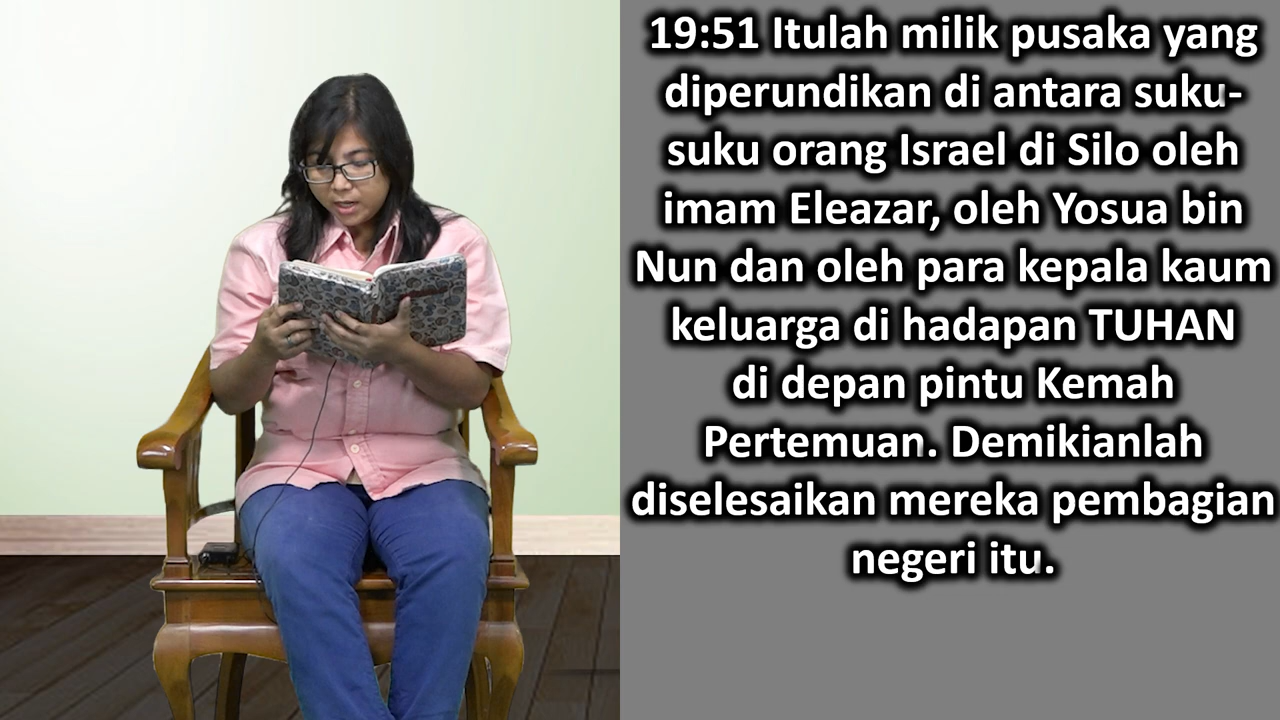 19:51 Itulah milik pusaka yang
diperundikan di antara suku-
suku orang Israel di Silo oleh
imam Eleazar, oleh Yosua bin
Nun dan oleh para kepala kaum
keluarga di hadapan TUHAN
di depan pintu Kemah
Pertemuan. Demikianlah
diselesaikan mereka pembagian
negeri itu.